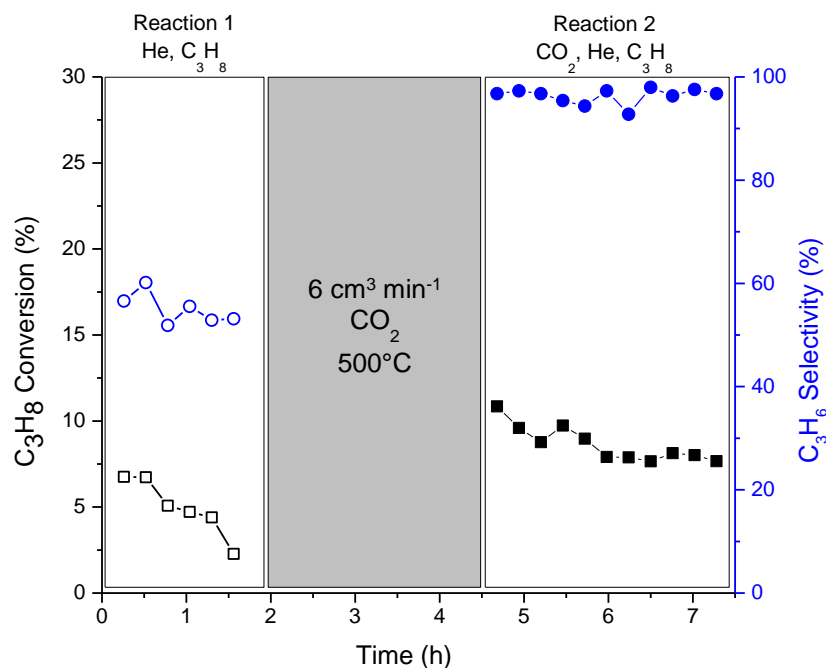 Reaction 1
He, C₃H₈
Reaction 2
CO₂, He, C₃H₈
30
25
20
15
10
5
0
C₃H₈ Conversion (%)
6 cm³ min⁻¹
CO₂
500°C
100
80
60
40
20
0
C₃H₆ Selectivity (%)
0 1 2 3 4 5 6 7
Time (h)